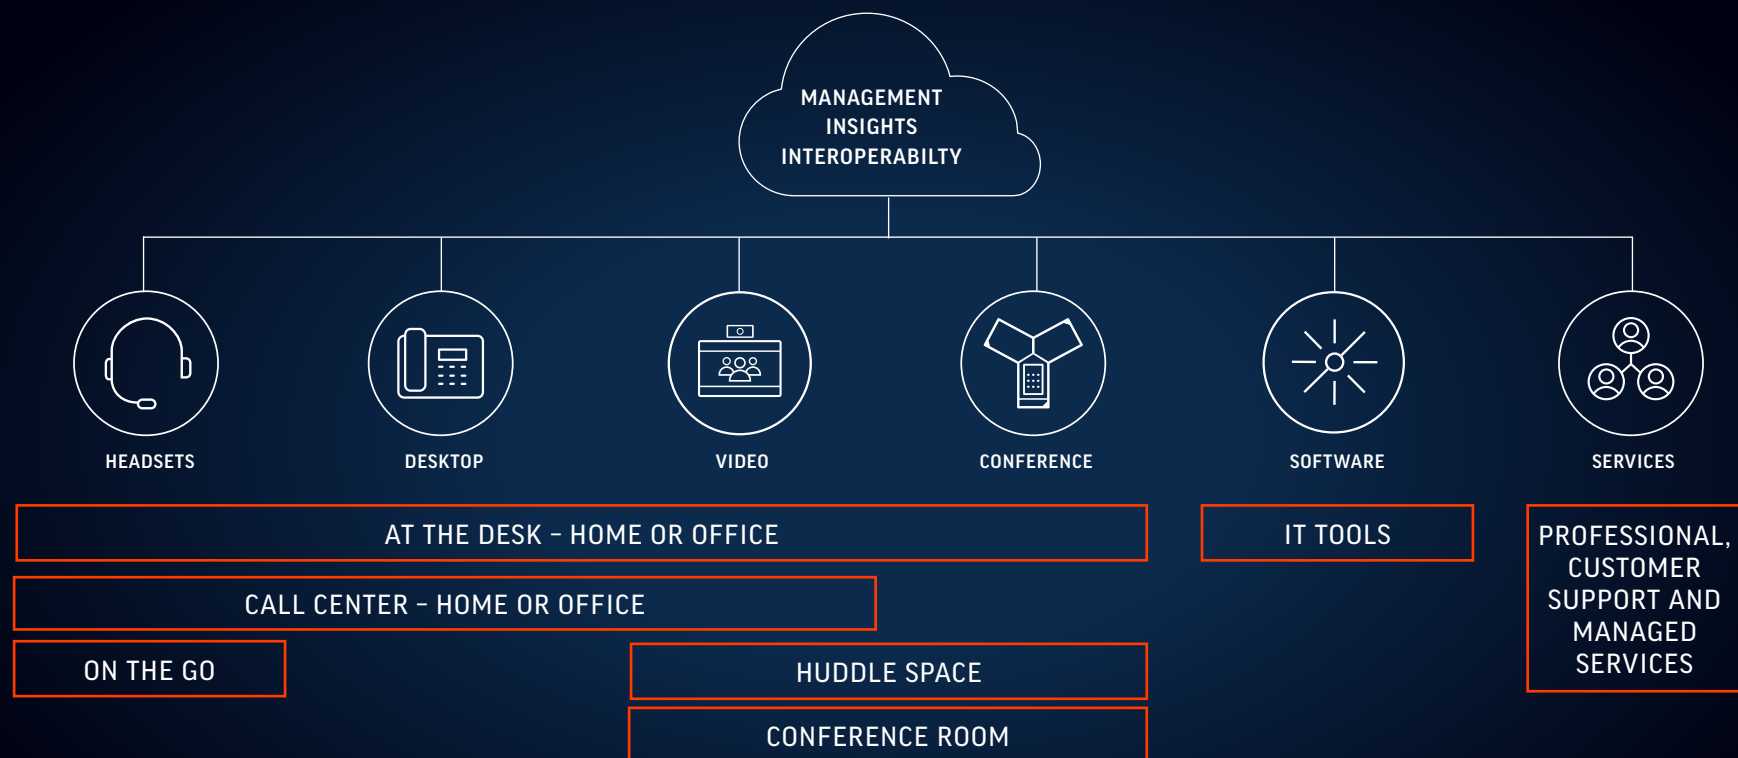 MANAGEMENT
INSIGHTS
INTEROPERABILTY
HEADSETS
DESKTOP
VIDEO
CONFERENCE
SOFTWARE
SERVICES
AT THE DESK – HOME OR OFFICE
IT TOOLS
PROFESSIONAL,
CUSTOMER
SUPPORT AND
MANAGED
SERVICES
CALL CENTER – HOME OR OFFICE
ON THE GO
HUDDLE SPACE
CONFERENCE ROOM